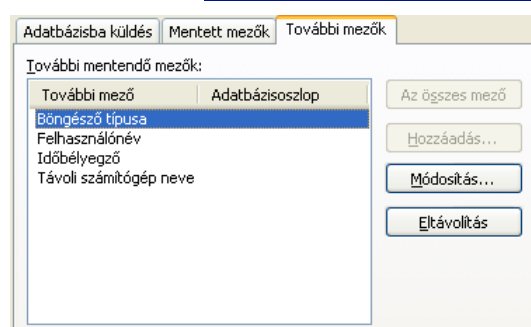 Adatbázisba küldés Mentett mezők További mezők
További mentendő mezők:
További mező Adatbázisoszlop
Az összes mező
Böngésző típusa
Felhasználónév
Hozzáadás...
Időbélyegző
Távoli számítógép neve
Módosítás...
Eltávolítás